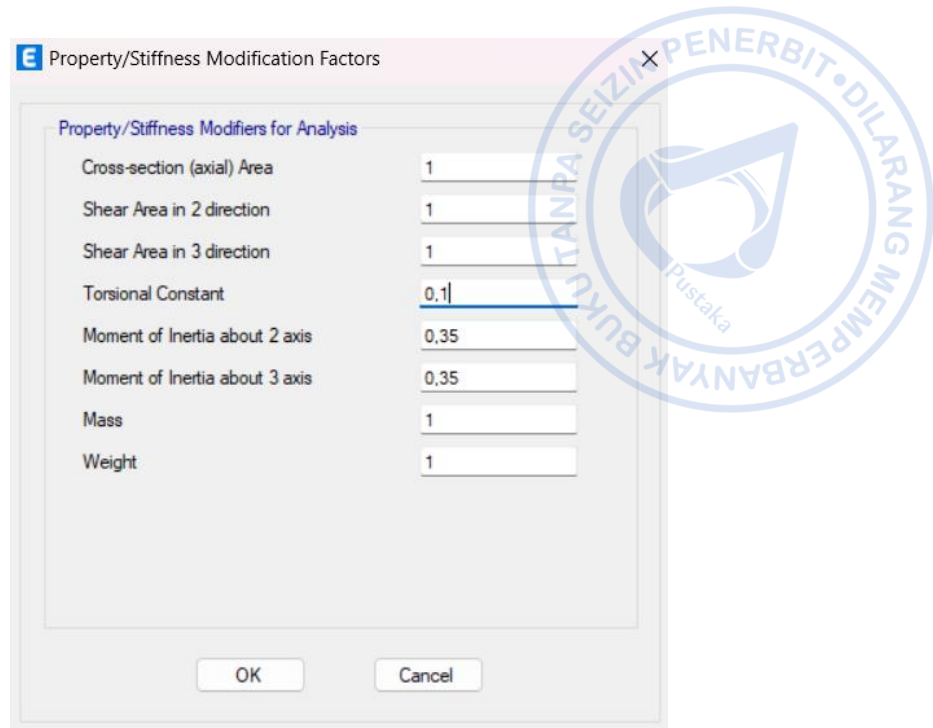 E Property/Stiffness Modification Factors
Property/Stiffness Modifiers for Analysis
Cross-section (axial) Area 1
Shear Area in 2 direction 1
Shear Area in 3 direction 1
Torsional Constant 0,1
Moment of Inertia about 2 axis 0,35
Moment of Inertia about 3 axis 0,35
Mass 1
Weight 1
OK Cancel
DILARANG MEMPERBANYAK BUKU TANPA SEIZIN PENERBIT
Pustaka